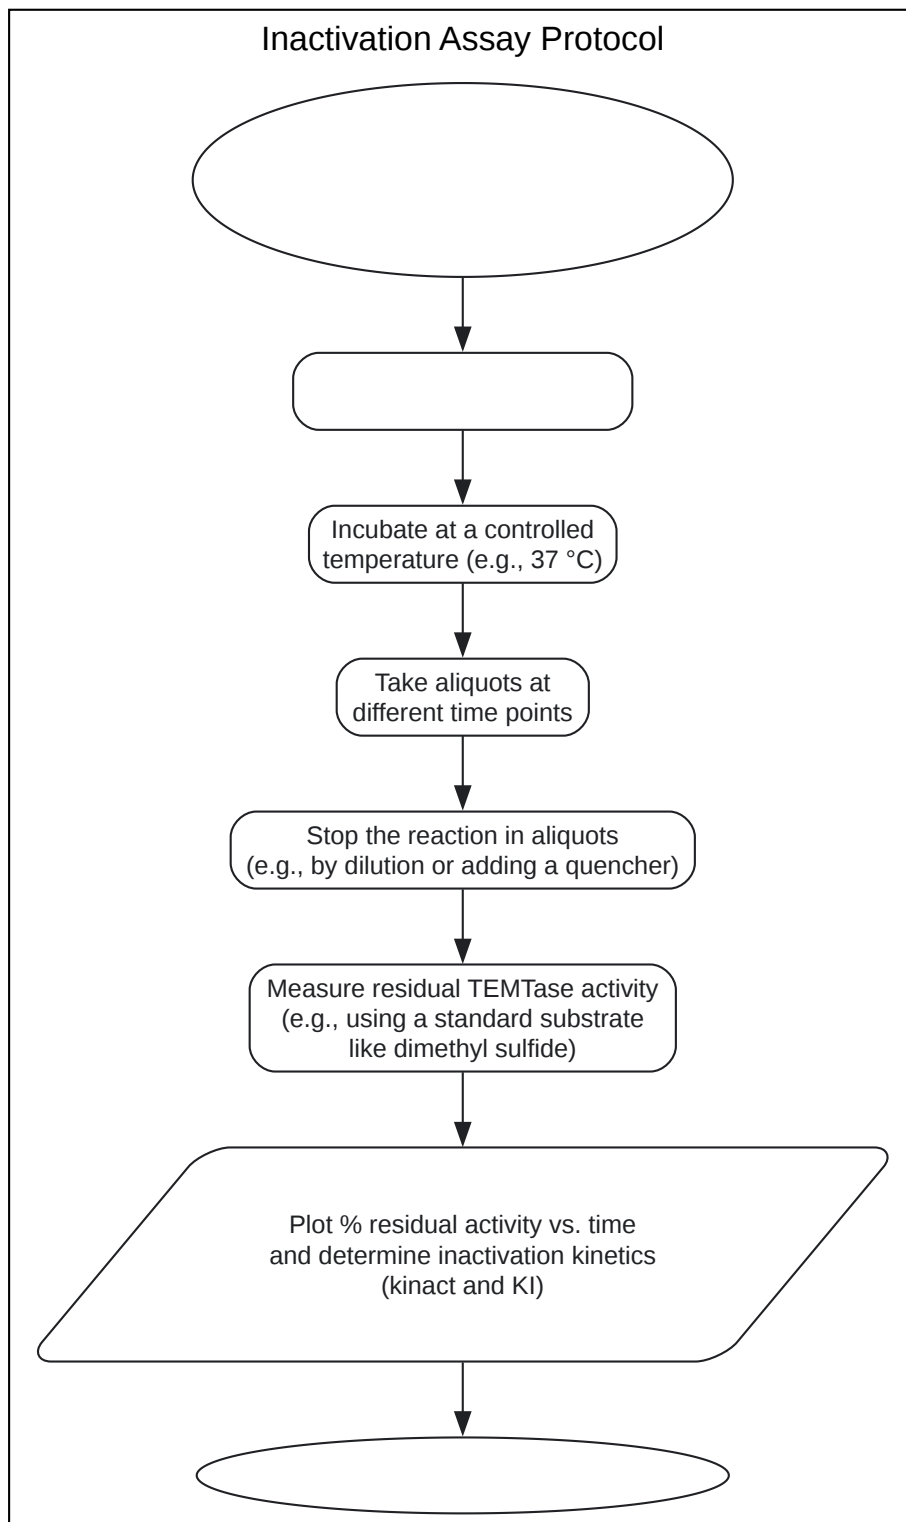 Inactivation Assay Protocol
Incubate at a controlled
temperature (e.g., 37 °C)
Take aliquots at
different time points
Stop the reaction in aliquots
(e.g., by dilution or adding a quencher)
Measure residual TEMTase activity
(e.g., using a standard substrate
like dimethyl sulfide)
Plot % residual activity vs. time
and determine inactivation kinetics
(kinact and KI)